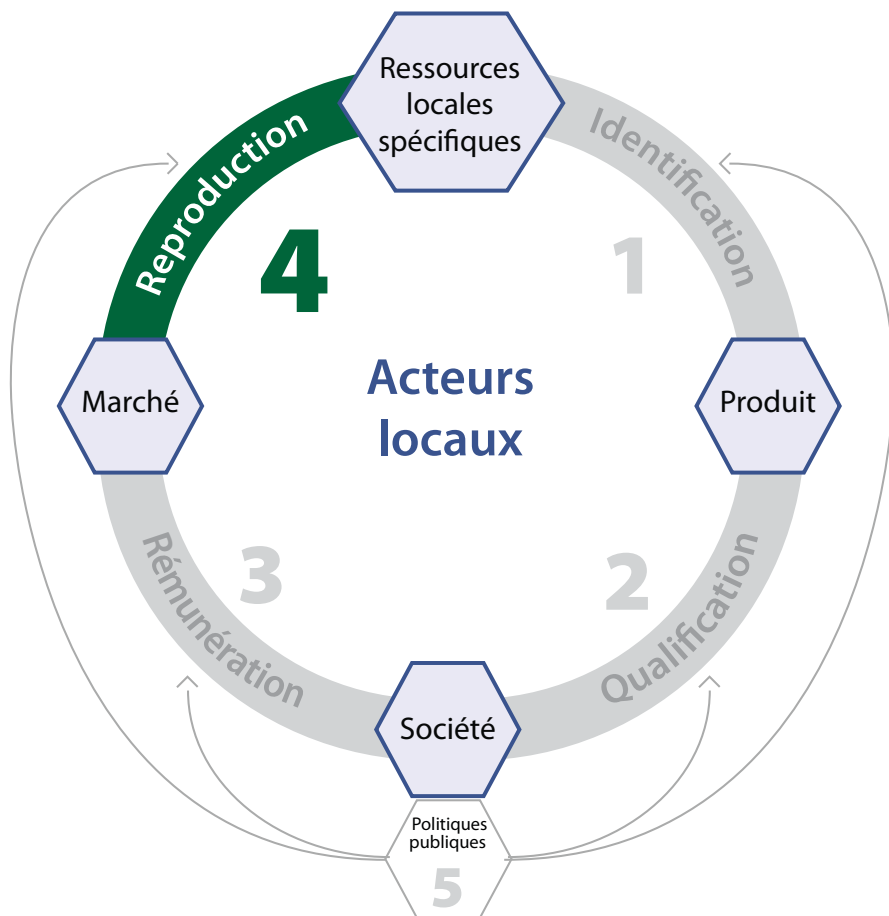 Ressources
locales
spécifiques
Identification
1
Produit
2
Qualification
Société
Rémunération
3
Marché
Reproduction
4
Acteurs
locaux
Politiques
publiques
5